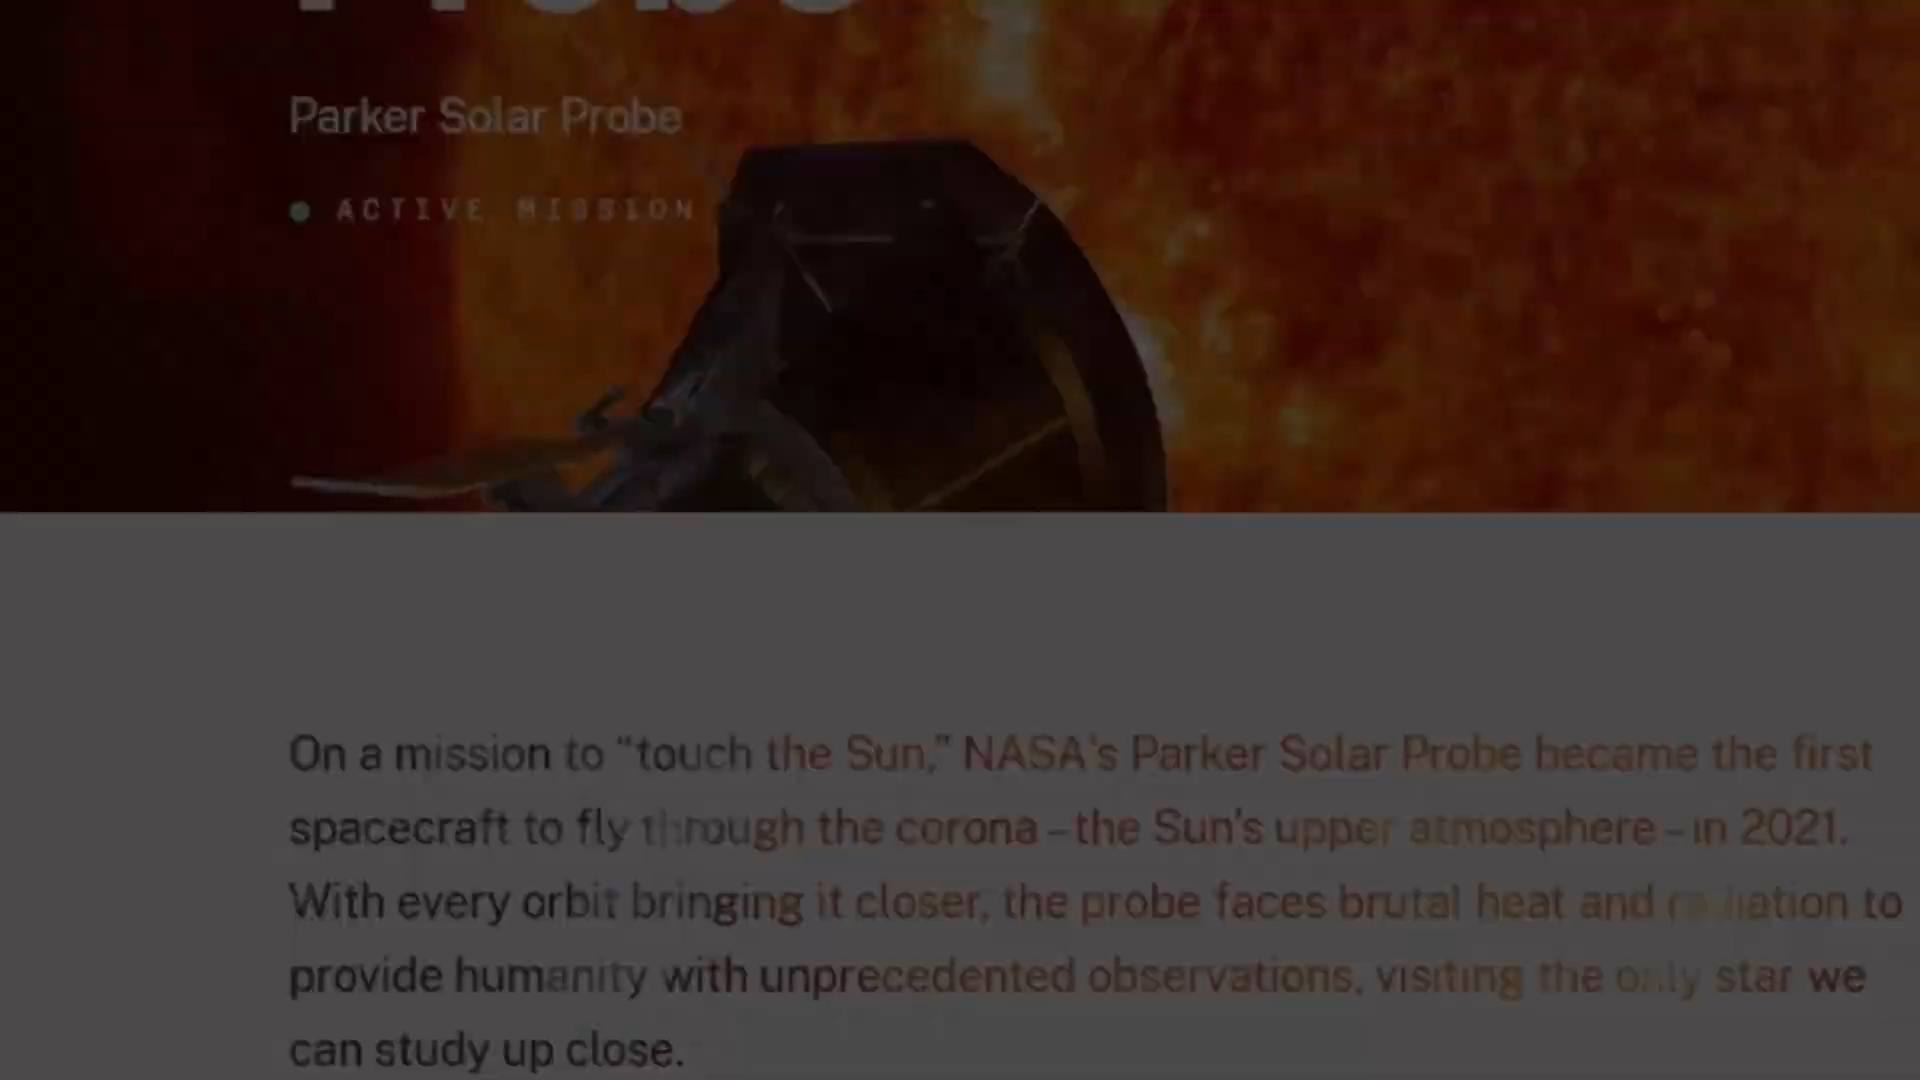 Parker Solar Probe
ACTIVE MISSION
On a mission to “touch the Sun,” NASA's Parker Solar Probe became the first
spacecraft to fly through the corona – the Sun's upper atmosphere – in 2021.
With every orbit bringing it closer, the probe faces brutal heat and radiation to
provide humanity with unprecedented observations, visiting the only star we
can study up close.